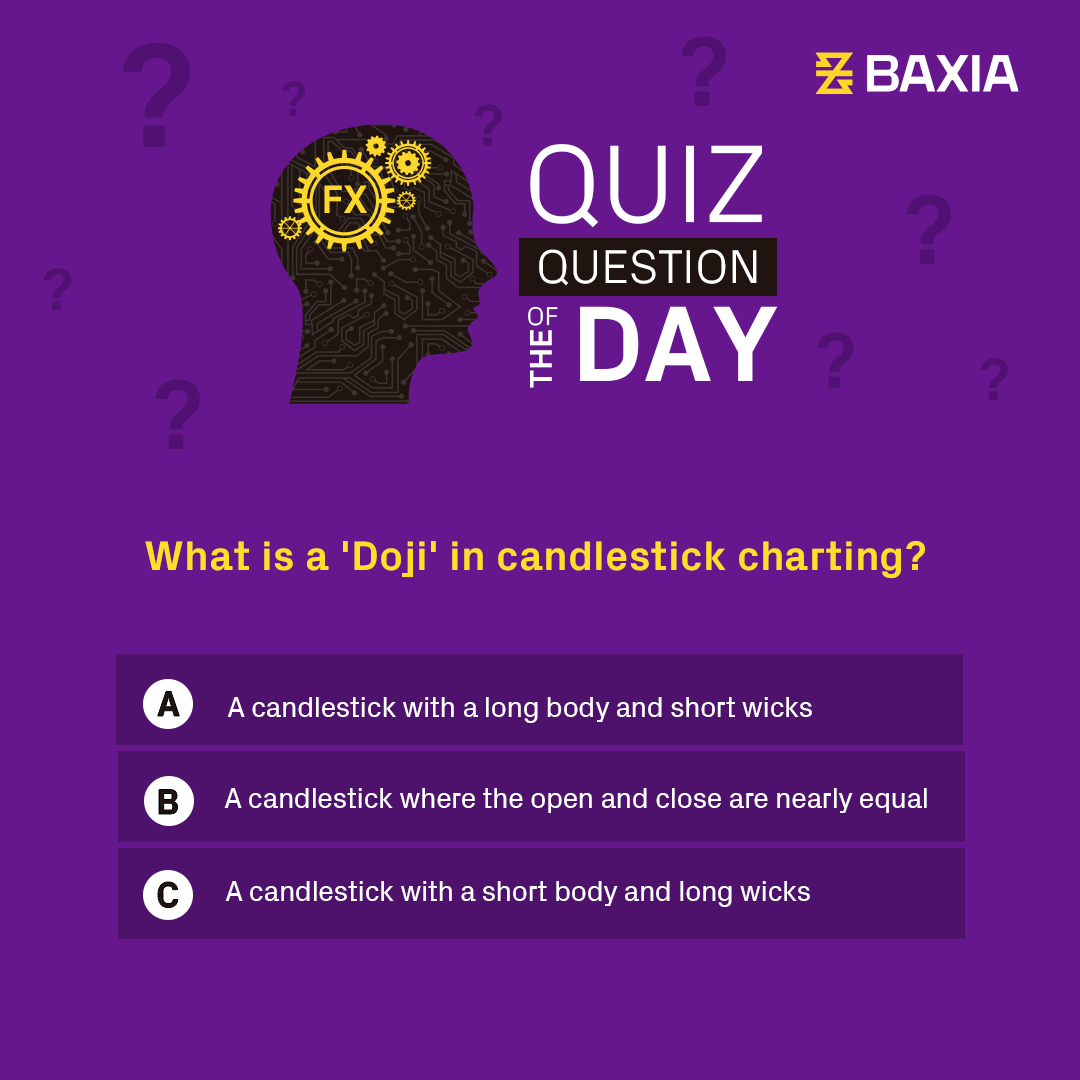 BAXIA
FX
QUIZ
QUESTION
OF THE
DAY
What is a 'Doji' in candlestick charting?
A A candlestick with a long body and short wicks
B A candlestick where the open and close are nearly equal
C A candlestick with a short body and long wicks